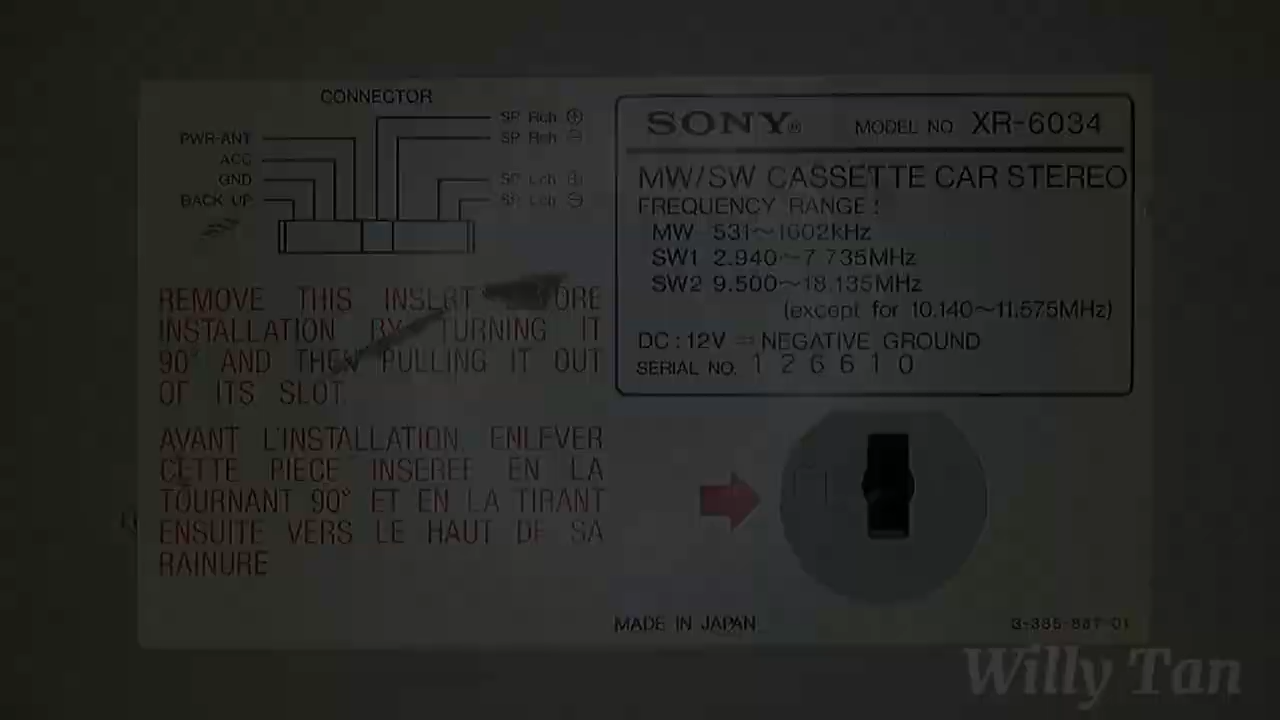 CONNECTOR
PWR-ANT
ACC
GND
BACK UP
SP Rch ⊕
SP Rch ⊖
SP Lch ⊕
SP Lch ⊖
REMOVE THIS INSERT BEFORE
INSTALLATION BY TURNING IT
90° AND THEN PULLING IT OUT
OF ITS SLOT.
AVANT L'INSTALLATION, ENLEVER
CETTE PIECE INSEREE EN LA
TOURNANT 90° ET EN LA TIRANT
ENSUITE VERS LE HAUT DE SA
RAINURE
SONY®
MODEL NO. XR-6034
MW/SW CASSETTE CAR STEREO
FREQUENCY RANGE:
MW 531~1602kHz
SW1 2.940~7.735MHz
SW2 9.500~18.135MHz
(except for 10.140~11.575MHz)
DC:12V ⎓ NEGATIVE GROUND
SERIAL NO. 126610
MADE IN JAPAN
3-385-887-01
Willy Tan